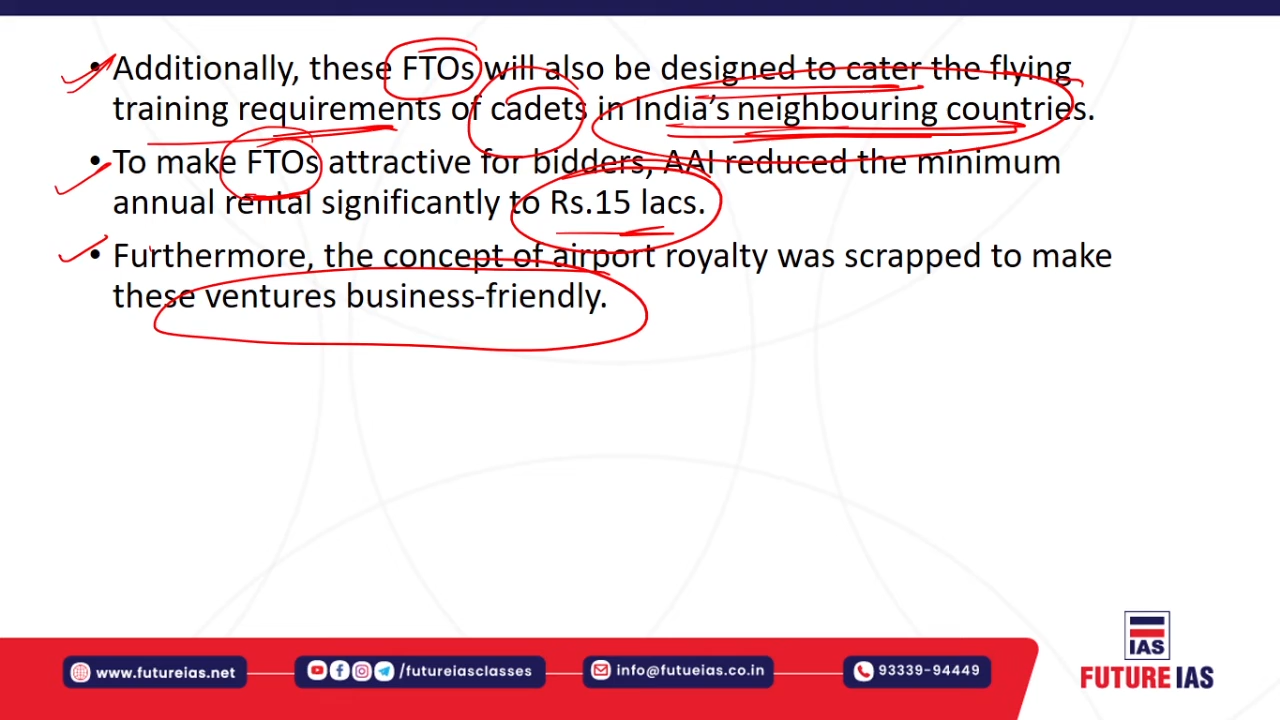 • Additionally, these FTOs will also be designed to cater the flying
training requirements of cadets in India's neighbouring countries.
• To make FTOs attractive for bidders, AAI reduced the minimum
annual rental significantly to Rs.15 lacs.
• Furthermore, the concept of airport royalty was scrapped to make
these ventures business-friendly.
www.futureias.net
/futureiasclasses
info@futueias.co.in
93339-94449
IAS
FUTURE IAS